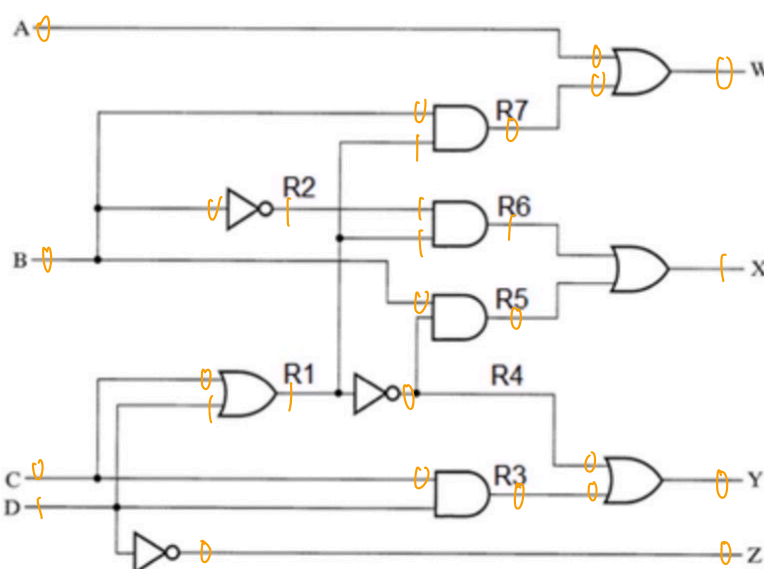 A 0 0 W 0
0 R7 0 0
1
0 R2 1 1 R6 1
B 0 1 X 1
0 R5 0
0 R1 1 0 R4
1 0
C 0 0 R3 0 0 Y 0
D 1
0 0 Z